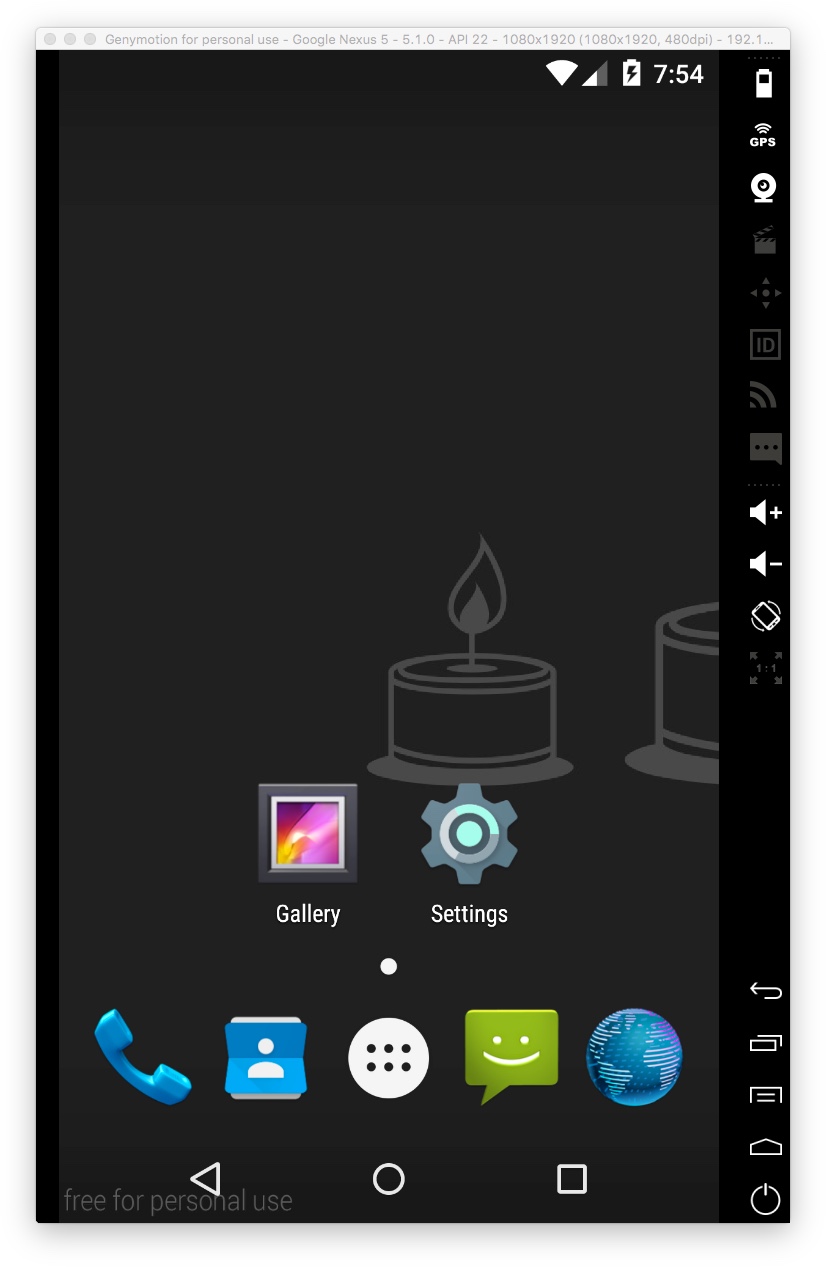 Genymotion for personal use - Google Nexus 5 - 5.1.0 - API 22 - 1080x1920 (1080x1920, 480dpi) - 192.1...
7:54
GPS
ID
1:1
Gallery
Settings
free for personal use